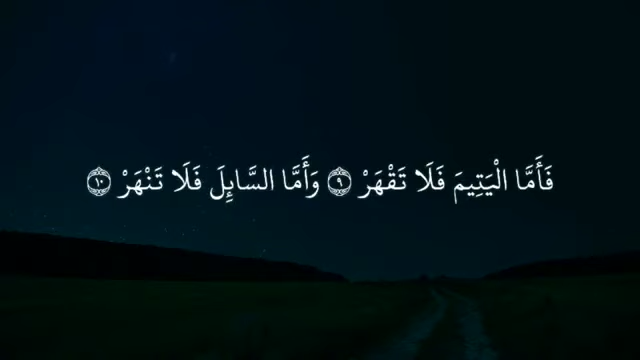 فَأَمَّا الْيَتِيمَ فَلَا تَقْهَرْ ۝٩ وَأَمَّا السَّائِلَ فَلَا تَنْهَرْ ۝١٠